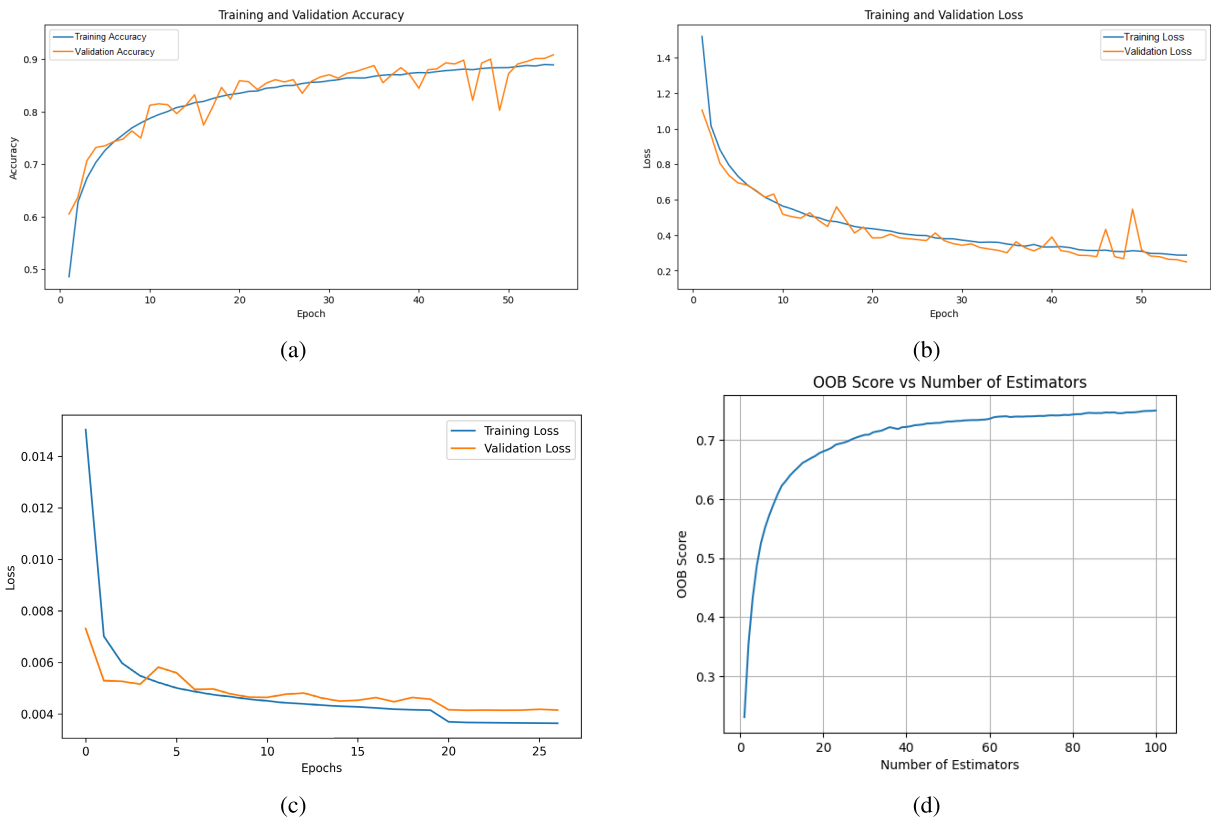 Training and Validation Accuracy
Training Accuracy
Validation Accuracy
0.9
0.8
0.7
0.6
0.5
Accuracy
0 10 20 30 40 50
Epoch
(a)
Training and Validation Loss
Training Loss
Validation Loss
1.4
1.2
1.0
0.8
0.6
0.4
0.2
Loss
0 10 20 30 40 50
Epoch
(b)
Training Loss
Validation Loss
0.014
0.012
0.010
0.008
0.006
0.004
Loss
0 5 10 15 20 25
Epochs
(c)
OOB Score vs Number of Estimators
0.7
0.6
0.5
0.4
0.3
OOB Score
0 20 40 60 80 100
Number of Estimators
(d)